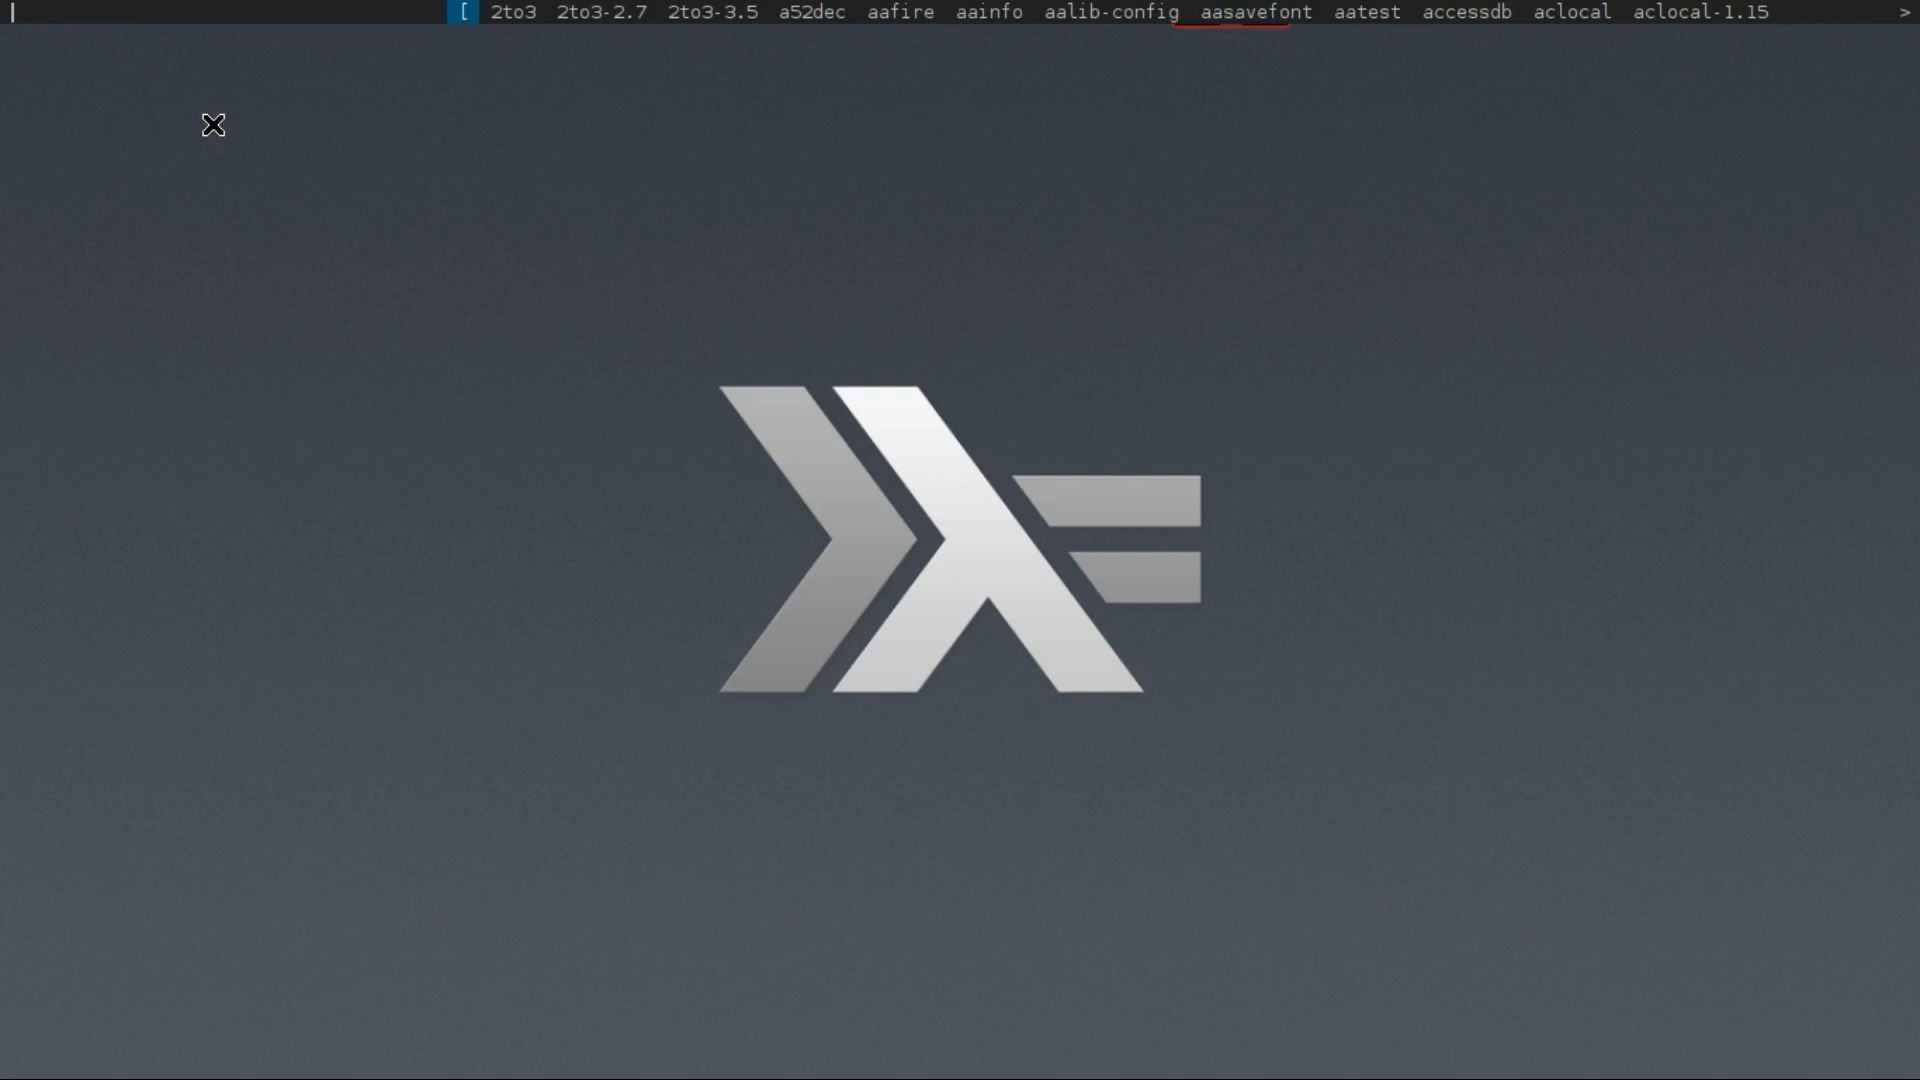 [ 2to3 2to3-2.7 2to3-3.5 a52dec aafire aainfo aalib-config aasavefont aatest accessdb aclocal aclocal-1.15 >